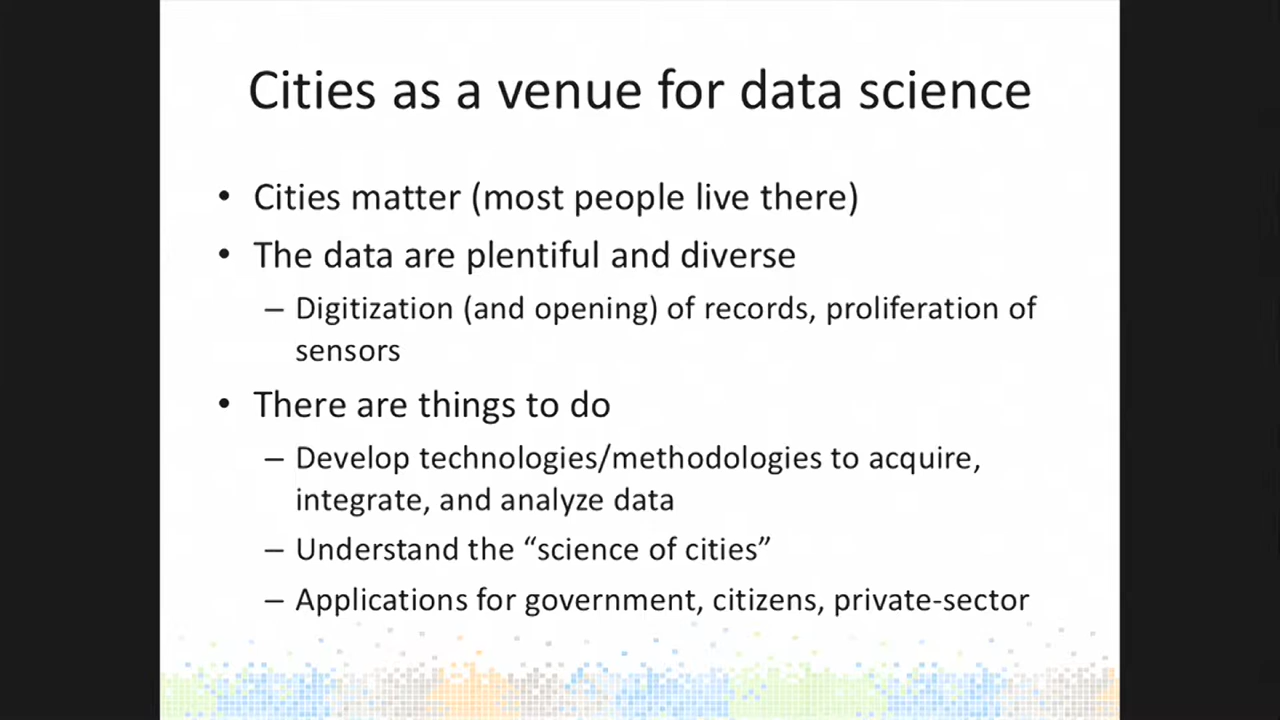 Cities as a venue for data science
• Cities matter (most people live there)
• The data are plentiful and diverse
– Digitization (and opening) of records, proliferation of
sensors
• There are things to do
– Develop technologies/methodologies to acquire,
integrate, and analyze data
– Understand the “science of cities”
– Applications for government, citizens, private-sector